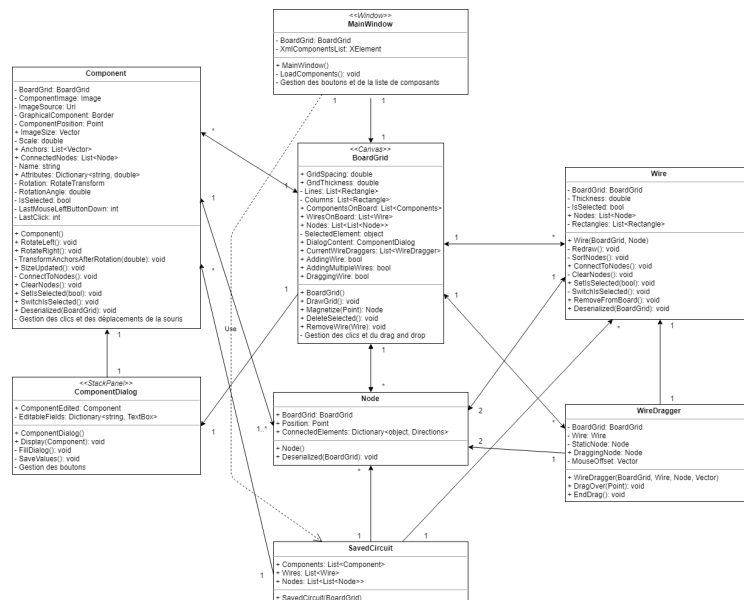 <<Window>>
MainWindow
- BoardGrid: BoardGrid
- XmlComponentsList: XElement
+ MainWindow()
- LoadComponents(): void
- Gestion des boutons et de la liste de composants
Component
- BoardGrid: BoardGrid
- ComponentImage: Image
- ImageSource: Uri
- GraphicalComponent: Border
- ComponentPosition: Point
+ ImageSize: Vector
- Scale: double
+ Anchors: List<Vector>
+ ConnectedNodes: List<Node>
- Name: string
+ Attributes: Dictionary<string, double>
- Rotation: RotateTransform
- RotationAngle: double
- IsSelected: bool
- LastMouseLeftButtonDown: int
- LastClick: int
+ Component()
+ RotateLeft(): void
+ RotateRight(): void
- TransformAnchorsAfterRotation(double): void
+ SizeUpdated(): void
- ConnectToNodes(): void
+ ClearNodes(): void
+ SetIsSelected(bool): void
+ SwitchIsSelected(): void
+ Deserialized(BoardGrid): void
- Gestion des clics et des déplacements de la souris
<<Canvas>>
BoardGrid
+ GridSpacing: double
+ GridThickness: double
- Lines: List<Rectangle>
- Columns: List<Rectangle>
+ ComponentsOnBoard: List<Components>
+ WiresOnBoard: List<Wire>
+ Nodes: List<List<Node>>
- SelectedElement: object
+ DialogContent: ComponentDialog
+ CurrentWireDraggers: List<WireDragger>
+ AddingWire: bool
+ AddingMultipleWires: bool
+ DraggingWire: bool
+ BoardGrid()
+ DrawGrid(): void
+ Magnetize(Point): Node
+ DeleteSelected(): void
+ RemoveWire(Wire): void
- Gestion des clics et du drag and drop
Wire
- BoardGrid: BoardGrid
- Thickness: double
- IsSelected: bool
+ Nodes: List<Node>
- Rectangles: List<Rectangle>
+ Wire(BoardGrid, Node)
- Redraw(): void
- SortNodes(): void
+ ConnectToNodes(): void
- ClearNodes(): void
+ SetIsSelected(bool): void
- SwitchIsSelected(): void
+ RemoveFromBoard(): void
+ Deserialized(BoardGrid): void
<<StackPanel>>
ComponentDialog
+ ComponentEdited: Component
- EditableFields: Dictionary<string, TextBox>
+ ComponentDialog()
+ Display(Component): void
- FillDialog(): void
- SaveValues(): void
- Gestion des boutons
Node
+ BoardGrid: BoardGrid
+ Position: Point
+ ConnectedElements: Dictionary<object, Directions>
+ Node()
+ Deserialized(BoardGrid): void
WireDragger
- BoardGrid: BoardGrid
- Wire: Wire
- StaticNode: Node
+ DraggingNode: Node
- MouseOffset: Vector
+ WireDragger(BoardGrid, Wire, Node, Vector)
+ DragOver(Point): void
+ EndDrag(): void
SavedCircuit
+ Components: List<Component>
+ Wires: List<Wire>
+ Nodes: List<List<Node>>
+ SavedCircuit(BoardGrid)
Use
1
1
1
*
1
1
*
1
1
*
1
*
1
1
*
1
1
1
1
1..*
*
2
2
1
1
*
*
1
1
1